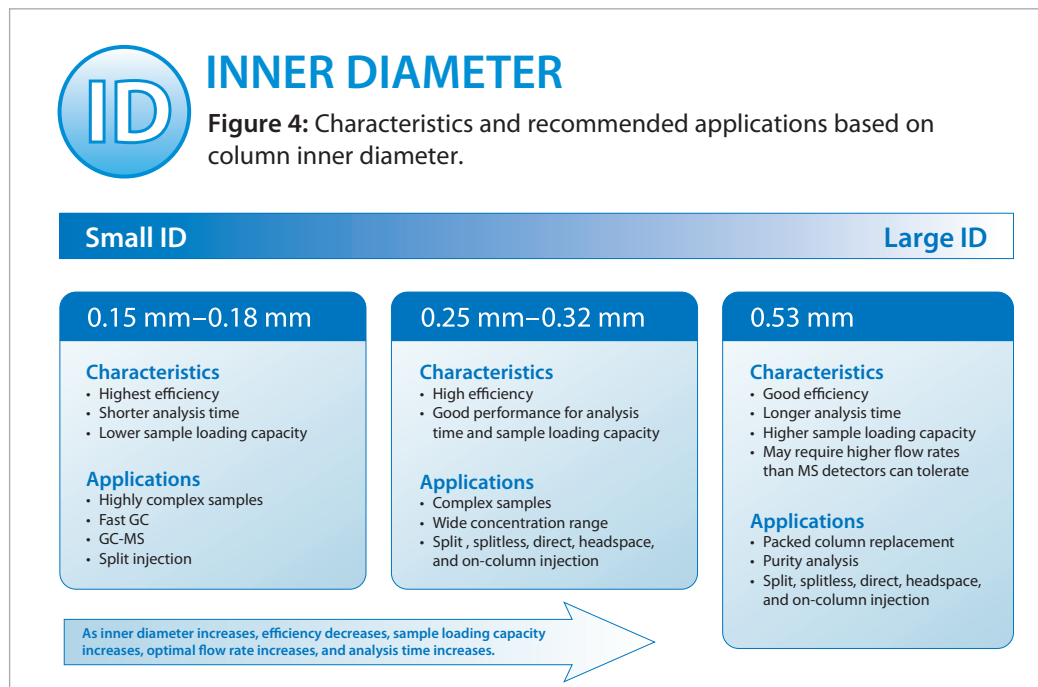 ID
INNER DIAMETER
Figure 4: Characteristics and recommended applications based on
column inner diameter.
Small ID
Large ID
0.15 mm–0.18 mm
Characteristics
• Highest efficiency
• Shorter analysis time
• Lower sample loading capacity
Applications
• Highly complex samples
• Fast GC
• GC-MS
• Split injection
0.25 mm–0.32 mm
Characteristics
• High efficiency
• Good performance for analysis
time and sample loading capacity
Applications
• Complex samples
• Wide concentration range
• Split , splitless, direct, headspace,
and on-column injection
0.53 mm
Characteristics
• Good efficiency
• Longer analysis time
• Higher sample loading capacity
• May require higher flow rates
than MS detectors can tolerate
Applications
• Packed column replacement
• Purity analysis
• Split, splitless, direct, headspace,
and on-column injection
As inner diameter increases, efficiency decreases, sample loading capacity
increases, optimal flow rate increases, and analysis time increases.